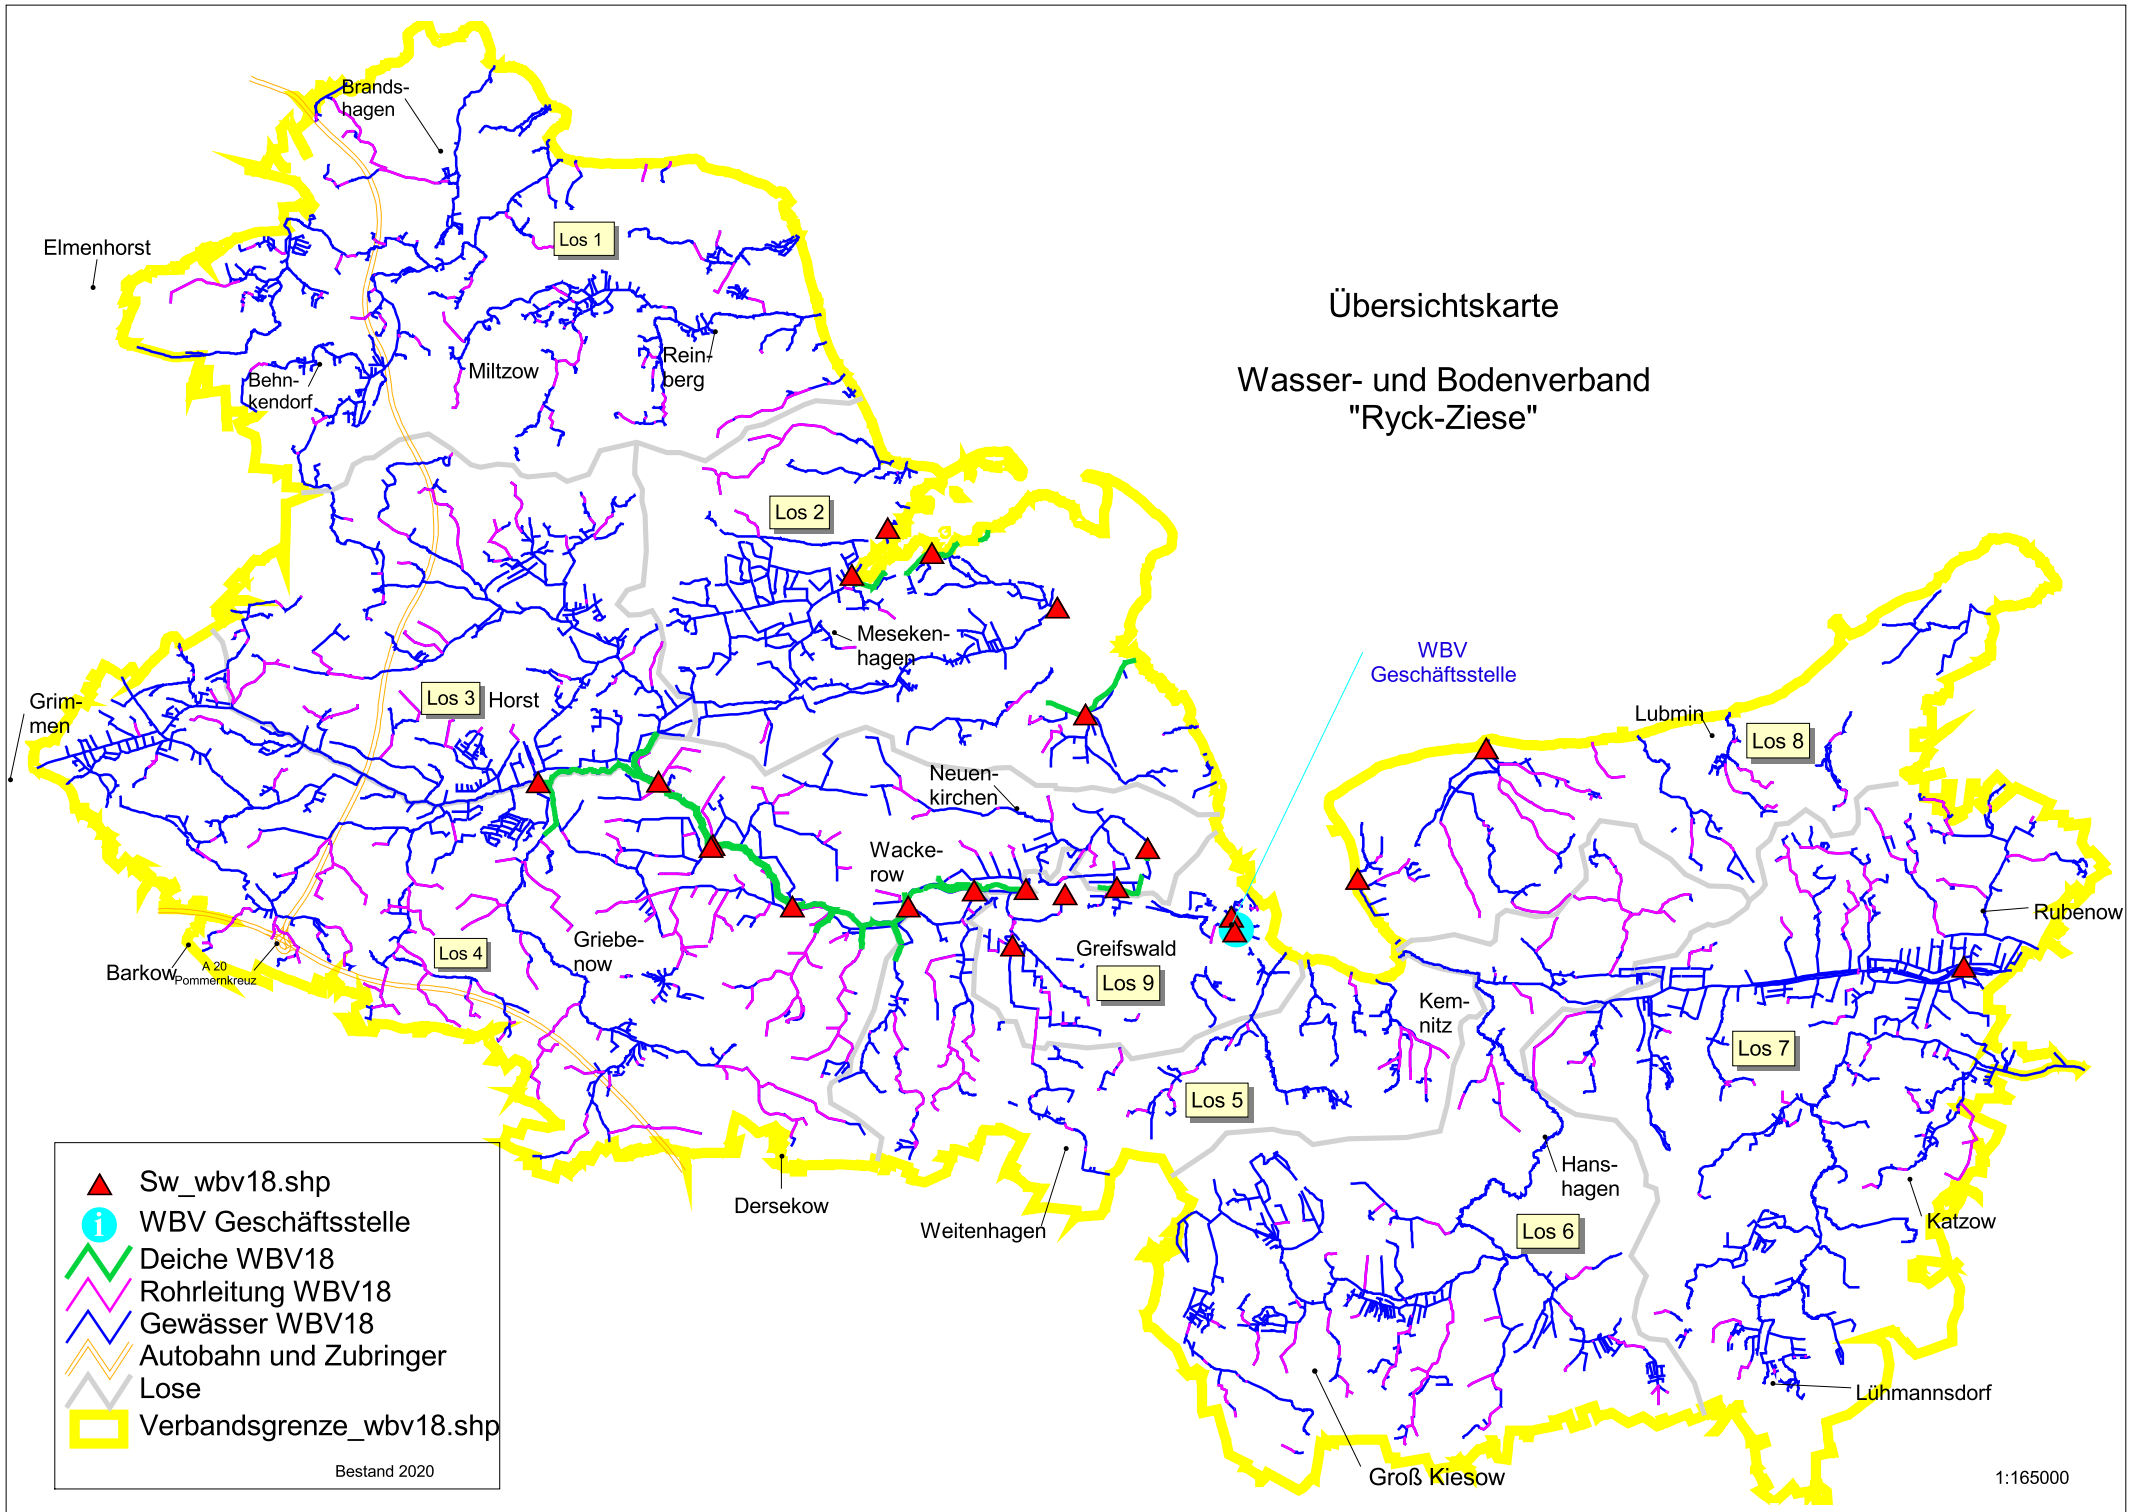 Brands-
hagen
Los 1
Elmenhorst
Übersichtskarte
Wasser- und Bodenverband
"Ryck-Ziese"
Rein-
berg
Miltzow
Behn-
kendorf
Los 2
Meseken-
hagen
WBV
Geschäftsstelle
Grim-
men
Los 3
Horst
Lubmin
Los 8
Neuen-
kirchen
Wacke-
row
Rubenow
Griebe-
now
Greifswald
Los 4
Barkow
A 20
Pommernkreuz
Los 9
Kem-
nitz
Los 7
Los 5
Hans-
hagen
Dersekow
Weitenhagen
Los 6
Katzow
Lühmannsdorf
Groß Kiesow
Sw_wbv18.shp
i
WBV Geschäftsstelle
Deiche WBV18
Rohrleitung WBV18
Gewässer WBV18
Autobahn und Zubringer
Lose
Verbandsgrenze_wbv18.shp
Bestand 2020
1:165000